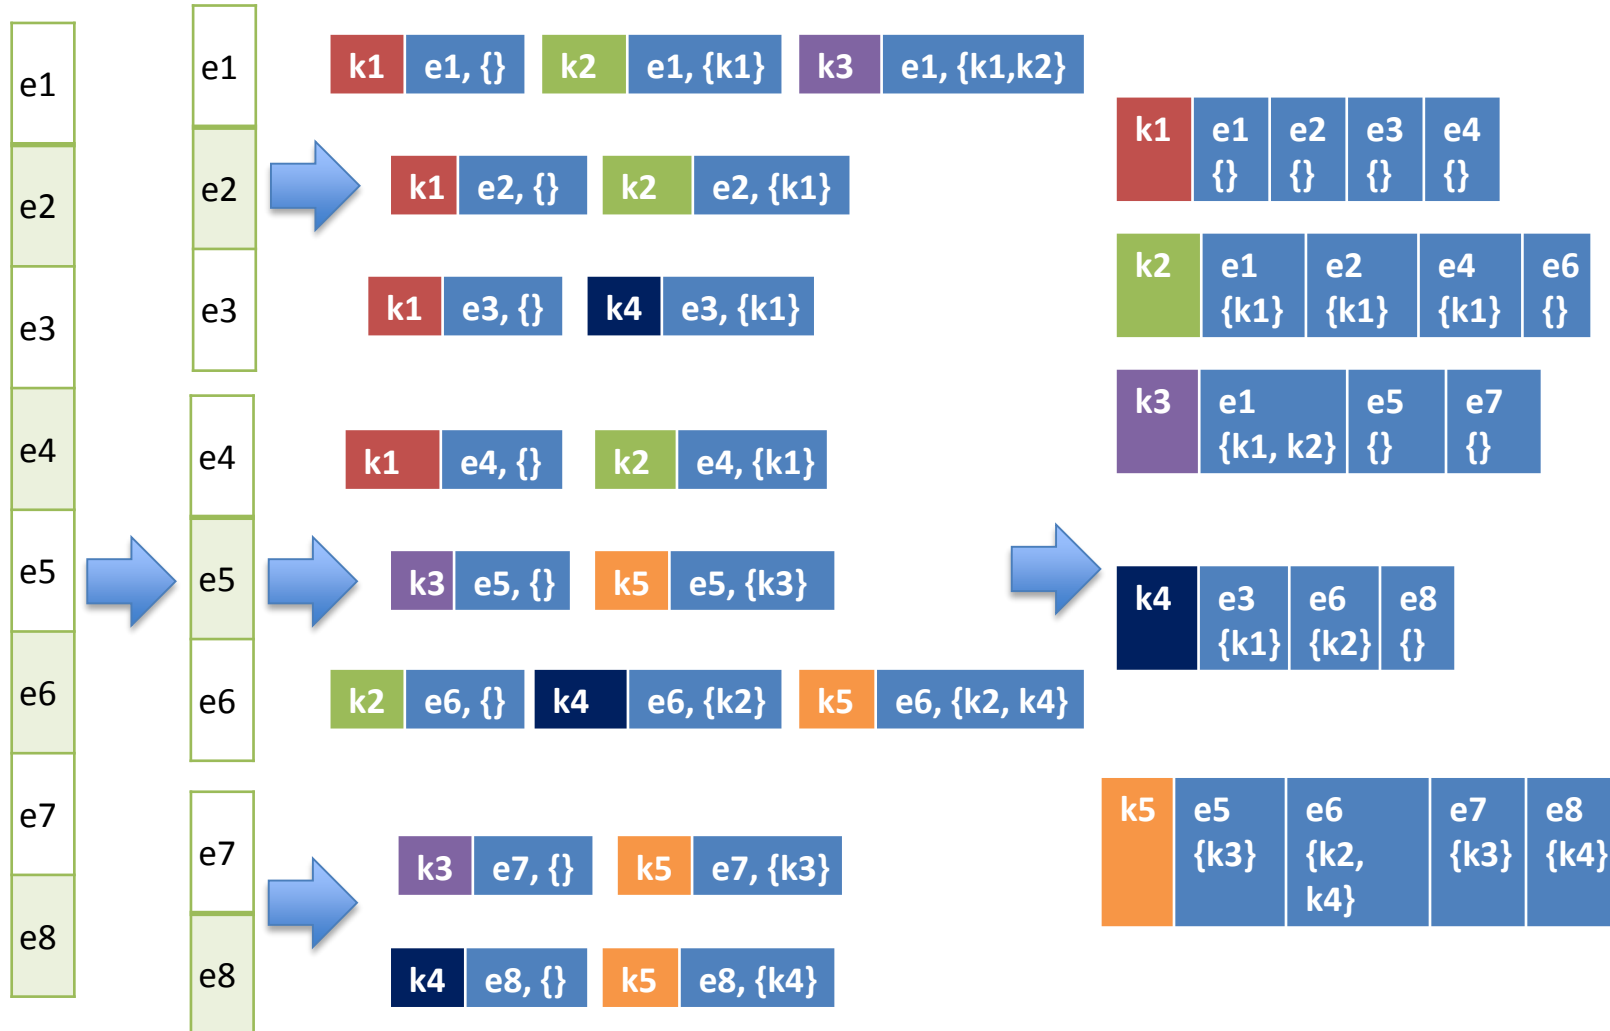 e1
e2
e3
e4
e5
e6
e7
e8
e1
e2
e3
e4
e5
e6
e7
e8
k1 e1, {} k2 e1, {k1} k3 e1, {k1,k2}
k1 e2, {} k2 e2, {k1}
k1 e3, {} k4 e3, {k1}
k1 e4, {} k2 e4, {k1}
k3 e5, {} k5 e5, {k3}
k2 e6, {} k4 e6, {k2} k5 e6, {k2, k4}
k3 e7, {} k5 e7, {k3}
k4 e8, {} k5 e8, {k4}
k1 e1 e2 e3 e4
{} {} {} {}
k2 e1 e2 e4 e6
{k1} {k1} {k1} {}
k3 e1 e5 e7
{k1, k2} {} {}
k4 e3 e6 e8
{k1} {k2} {}
k5 e5 e6 e7 e8
{k3} {k2, {k3} {k4}
k4}